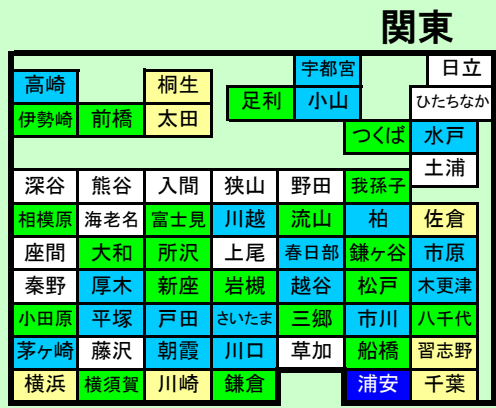 関東
宇都宮 日立
高崎 桐生
足利 小山 ひたちなか
伊勢崎 前橋 太田
つくば 水戸
土浦
深谷 熊谷 入間 狭山 野田 我孫子
相模原 海老名 富士見 川越 流山 柏 佐倉
座間 大和 所沢 上尾 春日部 鎌ヶ谷 市原
秦野 厚木 新座 岩槻 越谷 松戸 木更津
小田原 平塚 戸田 さいたま 三郷 市川 八千代
茅ヶ崎 藤沢 朝霞 川口 草加 船橋 習志野
横浜 横須賀 川崎 鎌倉 浦安 千葉